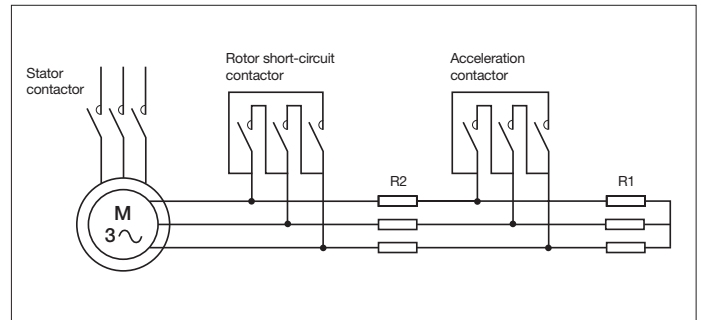 Stator
contactor
Rotor short-circuit
contactor
Acceleration
contactor
R2
R1
M
3